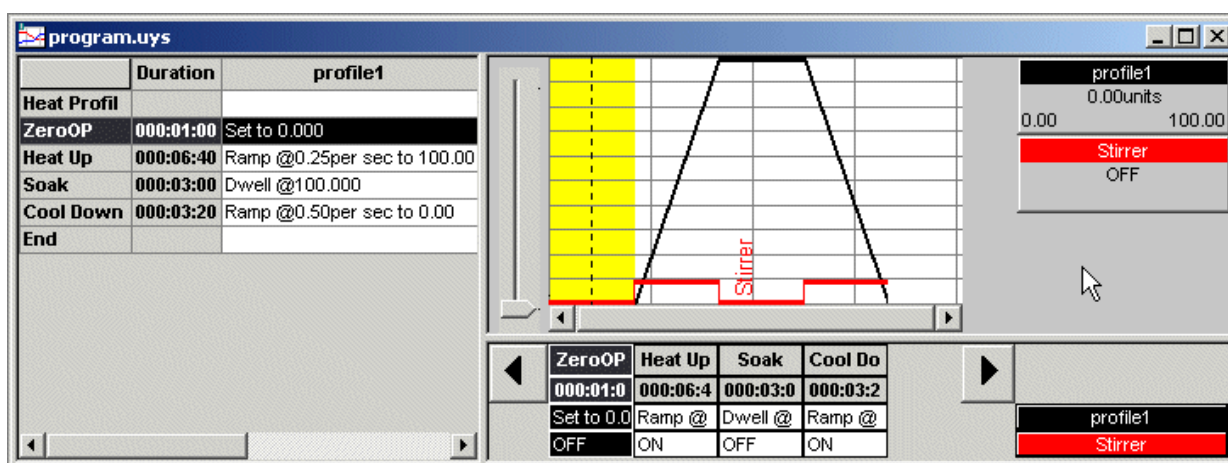 program.uys
Duration profile1
Heat Profil
ZeroOP 000:01:00 Set to 0.000
Heat Up 000:06:40 Ramp @0.25per sec to 100.00
Soak 000:03:00 Dwell @100.000
Cool Down 000:03:20 Ramp @0.50per sec to 0.00
End
Stirrer
profile1
0.00units
0.00 100.00
Stirrer
OFF
ZeroOP Heat Up Soak Cool Do
000:01:0 000:06:4 000:03:0 000:03:2
Set to 0.0 Ramp @ Dwell @ Ramp @
OFF ON OFF ON
profile1
Stirrer